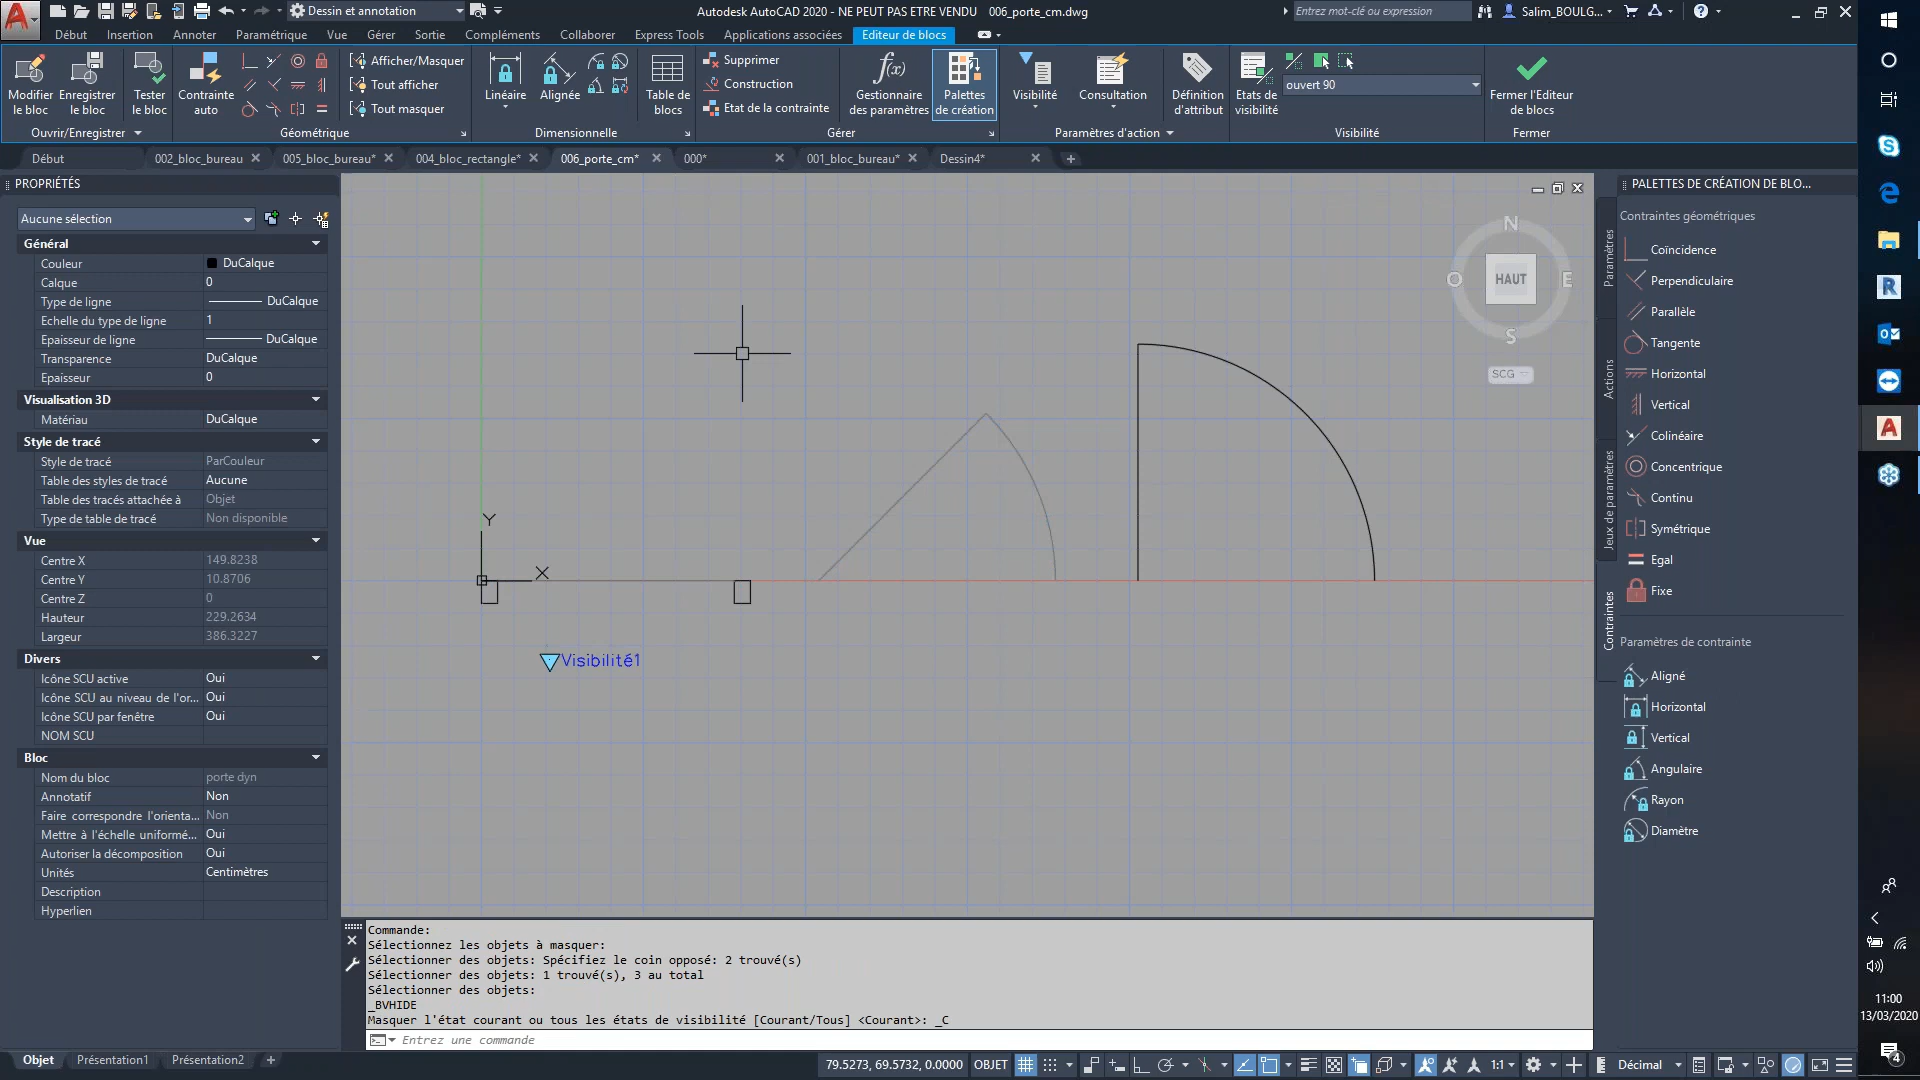 Dessin et annotation
Autodesk AutoCAD 2020 - NE PEUT PAS ETRE VENDU 006_porte_cm.dwg
Entrez mot-clé ou expression
Salim_BOULG...
Début Insertion Annoter Paramétrique Vue Gérer Sortie Compléments Collaborer Express Tools Applications associées Editeur de blocs
Modifier le bloc
Enregistrer le bloc
Tester le bloc
Contrainte auto
Afficher/Masquer
Tout afficher
Tout masquer
Linéaire
Alignée
Table de blocs
Supprimer
Construction
Etat de la contrainte
Gestionnaire des paramètres
Palettes de création
Visibilité
Consultation
Définition d'attribut
Etats de visibilité
ouvert 90
Fermer l'Editeur de blocs
Ouvrir/Enregistrer
Géométrique
Dimensionnelle
Gérer
Paramètres d'action
Visibilité
Fermer
Début 002_bloc_bureau 005_bloc_bureau* 004_bloc_rectangle* 006_porte_cm* 000* 001_bloc_bureau* Dessin4*
PROPRIÉTÉS
Aucune sélection
Général
Couleur DuCalque
Calque 0
Type de ligne DuCalque
Echelle du type de ligne 1
Epaisseur de ligne DuCalque
Transparence DuCalque
Epaisseur 0
Visualisation 3D
Matériau DuCalque
Style de tracé
Style de tracé ParCouleur
Table des styles de tracé Aucune
Table des tracés attachée à Objet
Type de table de tracé Non disponible
Vue
Centre X 149.8238
Centre Y 10.8706
Centre Z 0
Hauteur 229.2634
Largeur 386.3227
Divers
Icône SCU active Oui
Icône SCU au niveau de l'or... Oui
Icône SCU par fenêtre Oui
NOM SCU
Bloc
Nom du bloc porte dyn
Annotatif Non
Faire correspondre l'orienta... Non
Mettre à l'échelle uniformé... Oui
Autoriser la décomposition Oui
Unités Centimètres
Description
Hyperlien
Y
X
Visibilité1
N
O
HAUT
E
S
SCG
Commande:
Sélectionnez les objets à masquer:
Sélectionner des objets: Spécifiez le coin opposé: 2 trouvé(s)
Sélectionner des objets: 1 trouvé(s), 3 au total
Sélectionner des objets:
_BVHIDE
Masquer l'état courant ou tous les états de visibilité [Courant/Tous] <Courant>: _C
Entrez une commande
PALETTES DE CRÉATION DE BLO...
Paramètres
Actions
Jeux de paramètres
Contraintes
Contraintes géométriques
Coïncidence
Perpendiculaire
Parallèle
Tangente
Horizontal
Vertical
Colinéaire
Concentrique
Continu
Symétrique
Egal
Fixe
Paramètres de contrainte
Aligné
Horizontal
Vertical
Angulaire
Rayon
Diamètre
Objet Présentation1 Présentation2
79.5273, 69.5732, 0.0000 OBJET
1:1
Décimal
11:00
13/03/2020
4